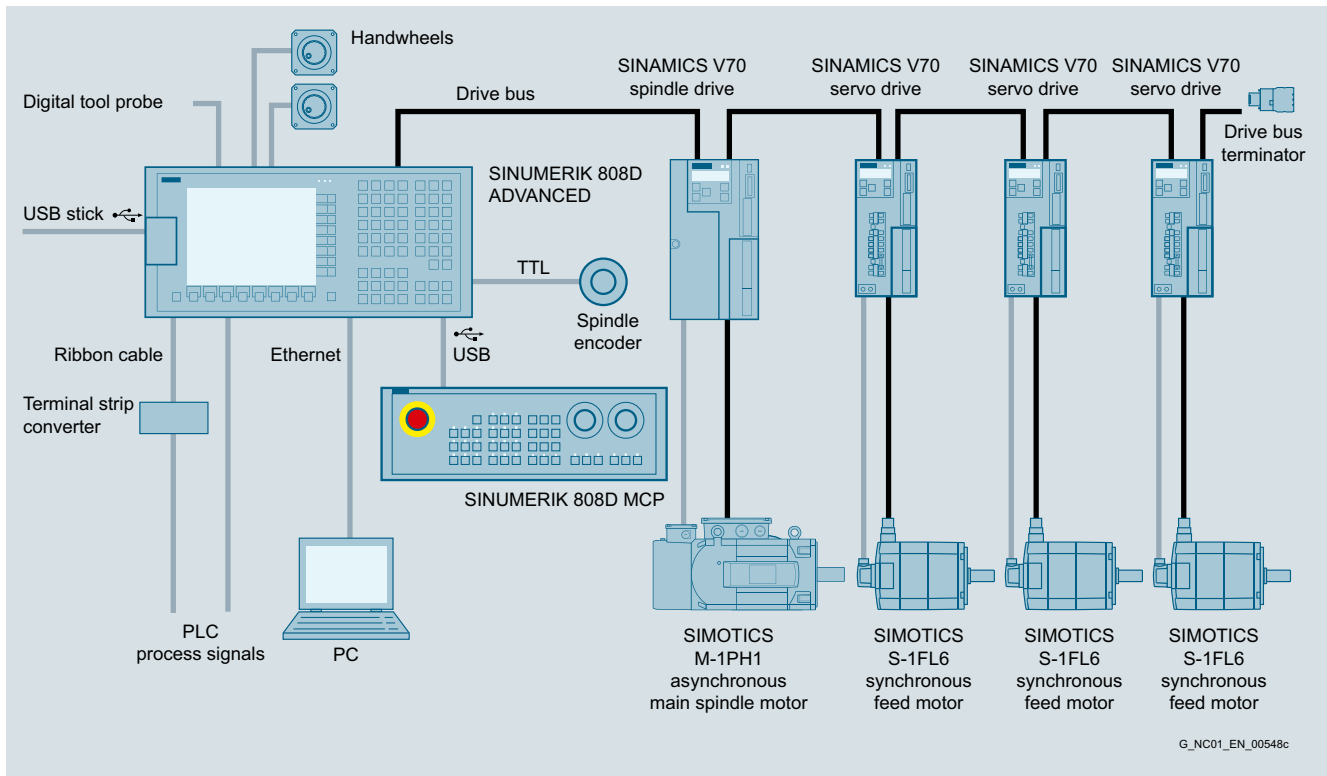 Handwheels
Digital tool probe
Drive bus
SINAMICS V70
spindle drive
SINAMICS V70
servo drive
SINAMICS V70
servo drive
SINAMICS V70
servo drive
Drive bus
terminator
SINUMERIK 808D
ADVANCED
USB stick
TTL
Spindle
encoder
Ribbon cable
Ethernet
USB
Terminal strip
converter
SINUMERIK 808D MCP
PLC
process signals
PC
SIMOTICS
M-1PH1
asynchronous
main spindle motor
SIMOTICS
S-1FL6
synchronous
feed motor
SIMOTICS
S-1FL6
synchronous
feed motor
SIMOTICS
S-1FL6
synchronous
feed motor
G_NC01_EN_00548c